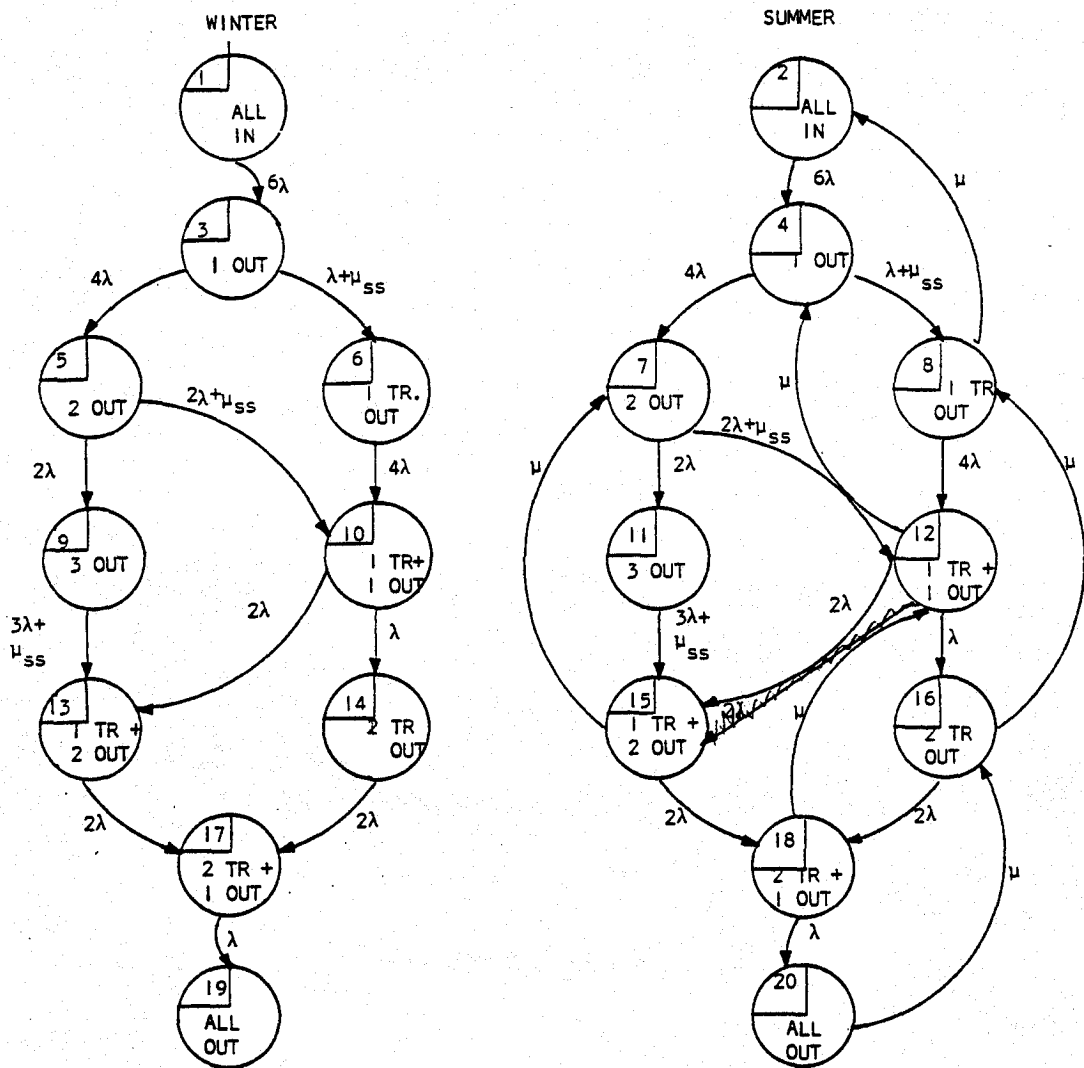 WINTER
1
ALL
IN
6λ
3
1 OUT
4λ
λ+μss
5
2 OUT
6
1 TR.
OUT
2λ+μss
2λ
4λ
9
3 OUT
10
1 TR+
1 OUT
3λ+
μss
2λ
λ
13
1 TR +
2 OUT
14
2 TR
OUT
2λ
2λ
17
2 TR +
1 OUT
λ
19
ALL
OUT
SUMMER
2
ALL
IN
6λ
μ
4
1 OUT
4λ
λ+μss
7
2 OUT
8
1 TR
OUT
μ
2λ+μss
2λ
4λ
μ
μ
11
3 OUT
12
1 TR +
1 OUT
3λ+
μss
2λ
λ
15
1 TR +
2 OUT
μ
16
2 TR
OUT
2λ
2λ
18
2 TR +
1 OUT
μ
λ
20
ALL
OUT